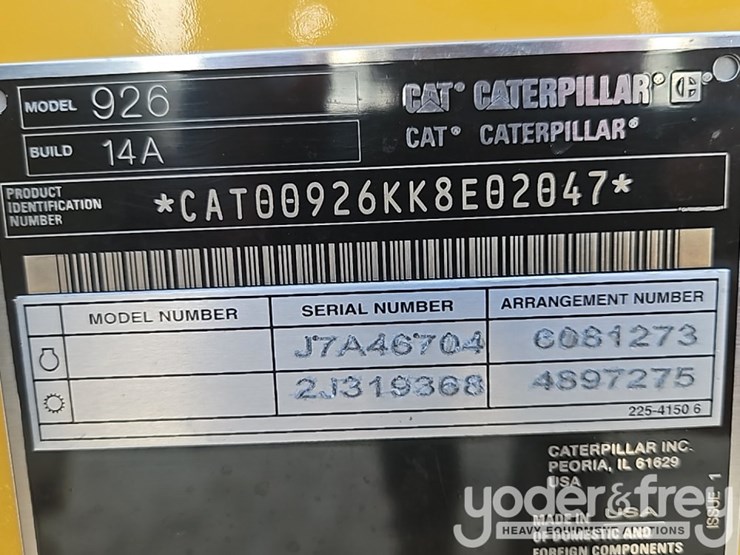 MODEL 926
CAT® CATERPILLAR® C
BUILD 14A
CAT® CATERPILLAR®
PRODUCT
IDENTIFICATION
NUMBER
*CAT00926KK8E02047*
MODEL NUMBER SERIAL NUMBER ARRANGEMENT NUMBER
J7A46704 6081273
2J319368 4897275
225-4150 6
CATERPILLAR INC.
PEORIA, IL 61629
USA
MADE IN USA
OF DOMESTIC AND
FOREIGN COMPONENTS
ISSUE 1
yoder&frey
HEAVY EQUIPMENT AUCTIONS